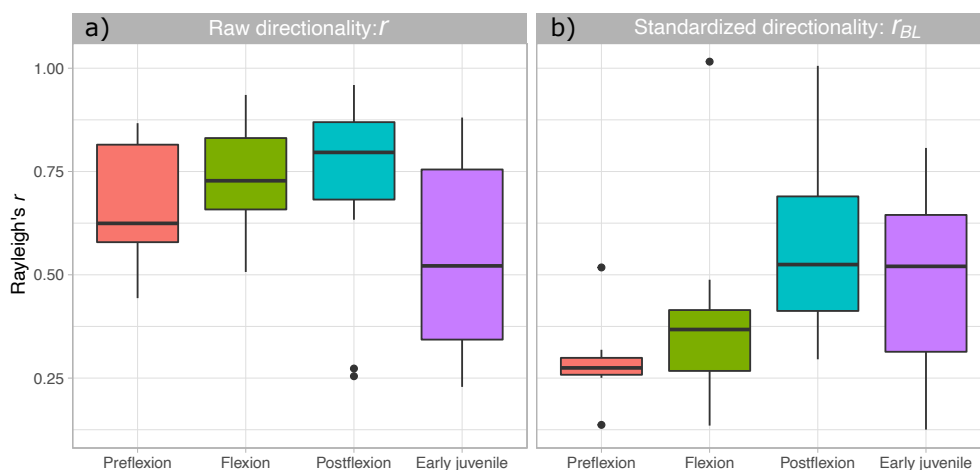 a) Raw directionality:r
b) Standardized directionality: rBL
Rayleigh's r
1.00
0.75
0.50
0.25
Preflexion Flexion Postflexion Early juvenile
Preflexion Flexion Postflexion Early juvenile